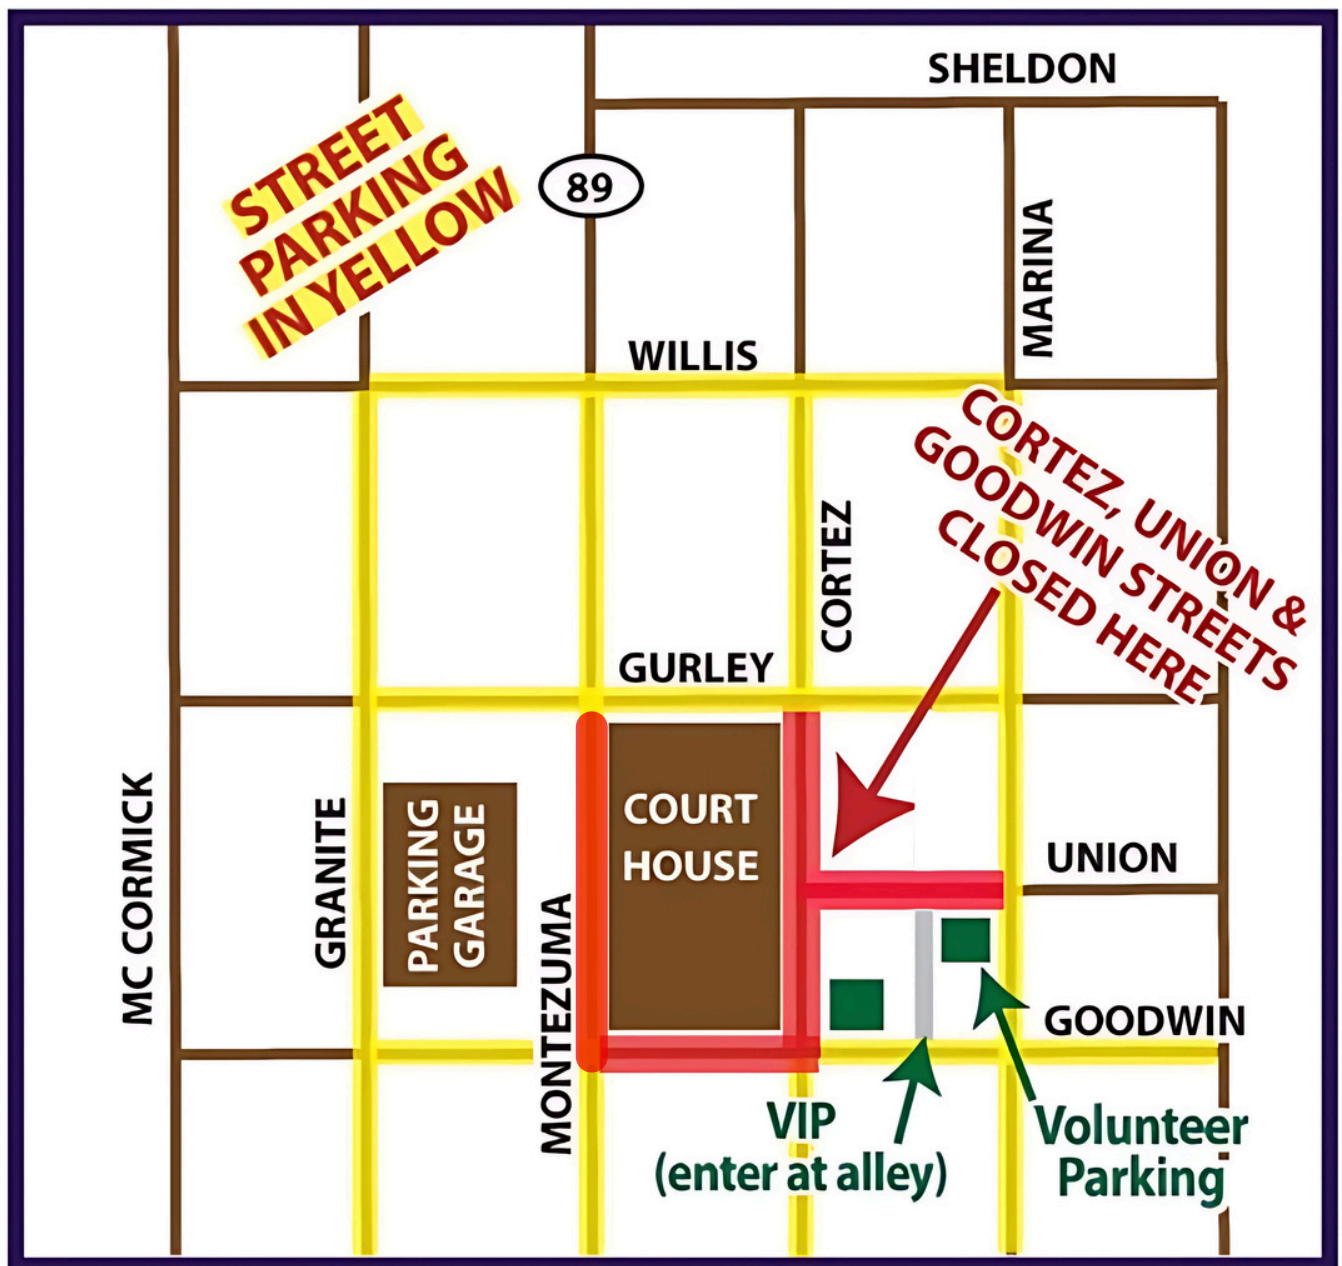 SHELDON
STREET
PARKING
IN YELLOW
89
MARINA
WILLIS
CORTEZ, UNION &
GOODWIN STREETS
CLOSED HERE
CORTEZ
GURLEY
MC CORMICK
GRANITE
PARKING
GARAGE
MONTEZUMA
COURT
HOUSE
UNION
GOODWIN
VIP
(enter at alley)
Volunteer
Parking